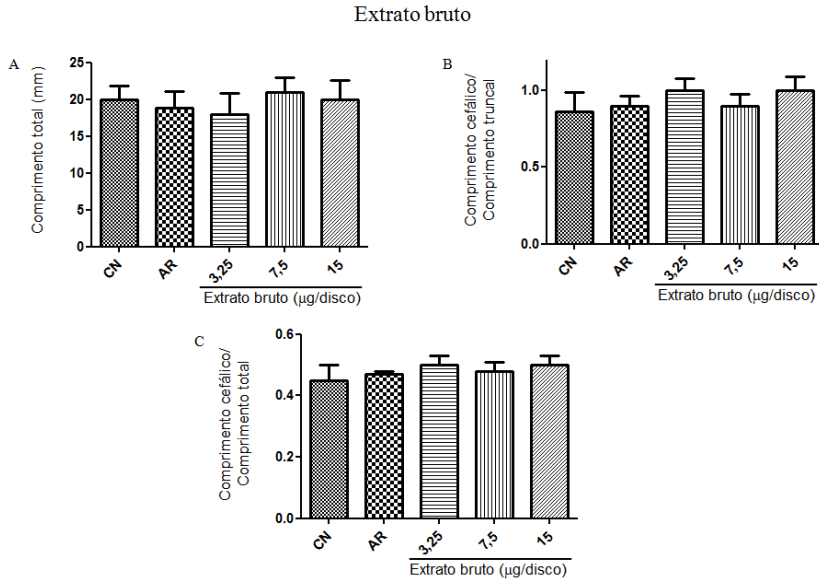 Extrato bruto
A
Comprimento total (mm)
25
20
15
10
5
0
CN
AR
3,25
7,5
15
Extrato bruto (µg/disco)
B
Comprimento cefálico/
Comprimento truncal
1.0
0.5
0.0
CN
AR
3,25
7,5
15
Extrato bruto (µg/disco)
C
Comprimento cefálico/
Comprimento total
0.6
0.4
0.2
0.0
CN
AR
3,25
7,5
15
Extrato bruto (µg/disco)